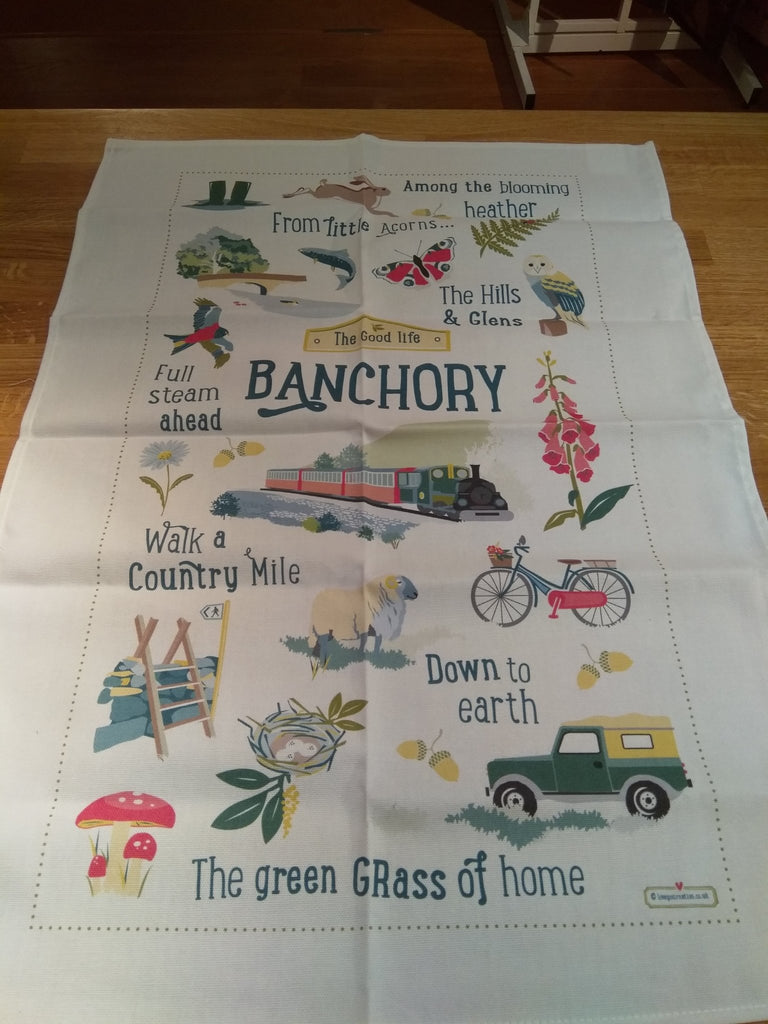 Among the blooming
heather
From little Acorns...
The Hills
& Glens
The Good life
BANCHORY
Full
steam
ahead
Walk a
Country Mile
Down to
earth
The green GRass of home